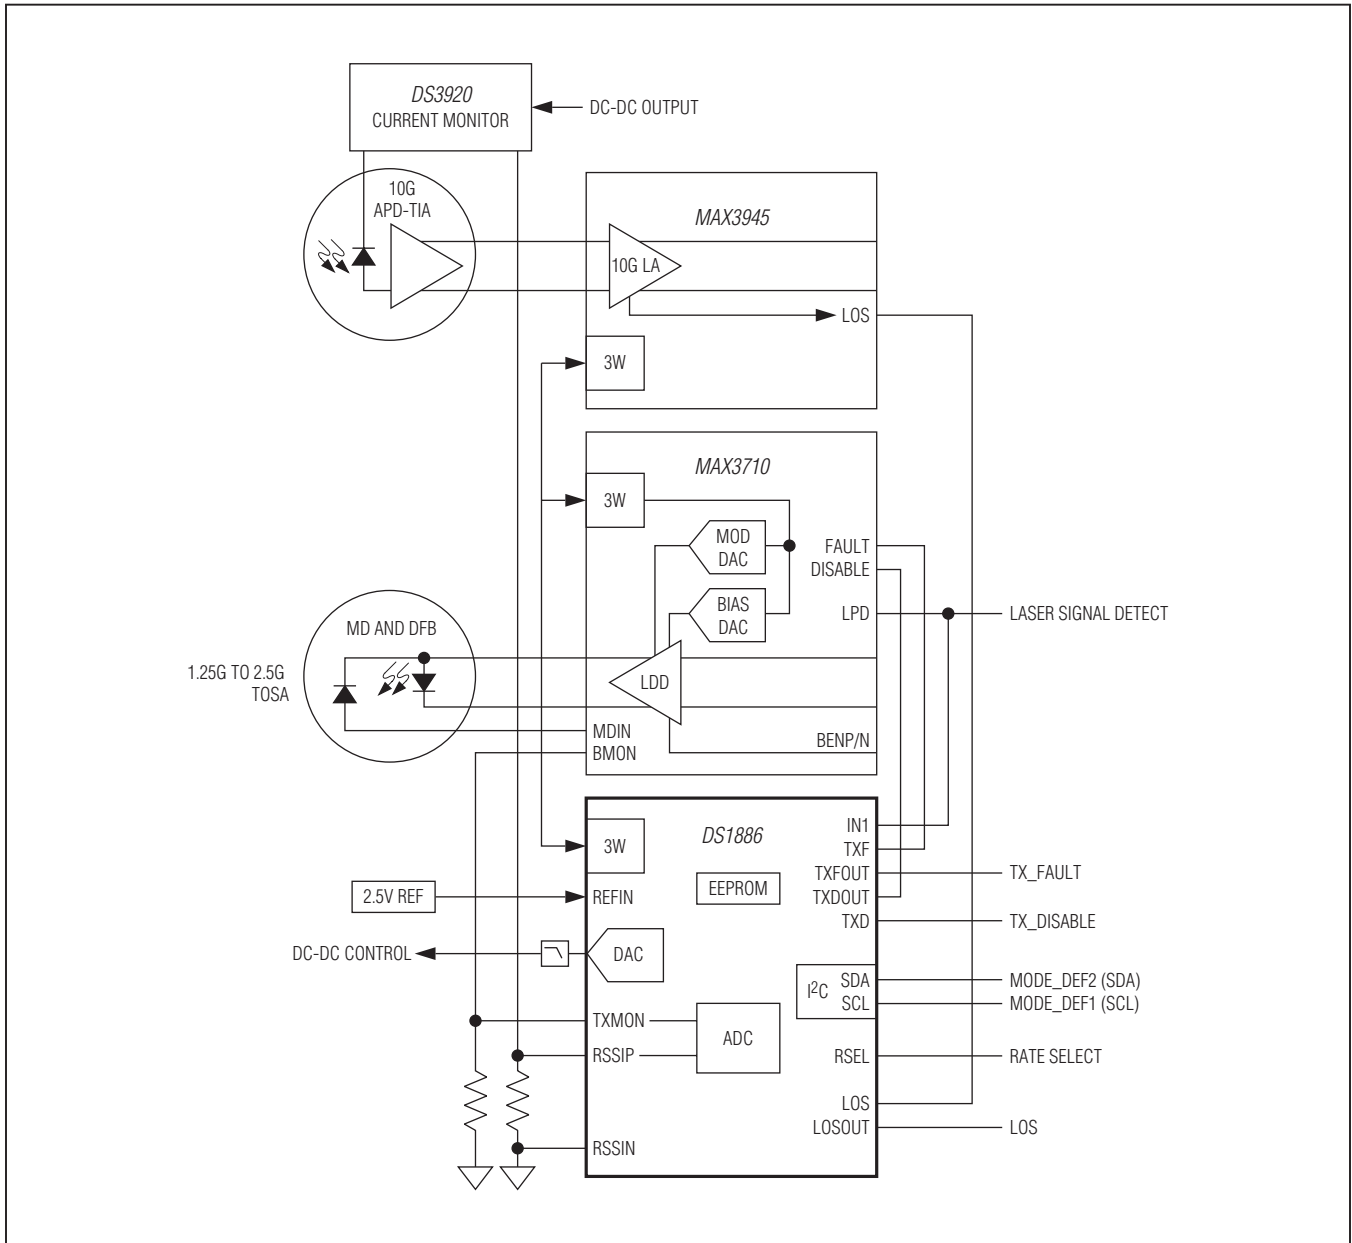 DS3920
CURRENT MONITOR
DC-DC OUTPUT
10G
APD-TIA
MAX3945
10G LA
LOS
3W
MAX3710
3W
MOD
DAC
FAULT
DISABLE
BIAS
DAC
LPD
LASER SIGNAL DETECT
MD AND DFB
1.25G TO 2.5G
TOSA
LDD
MDIN
BMON
BENP/N
DS1886
3W
IN1
TXF
EEPROM
TXFOUT
TX_FAULT
2.5V REF
REFIN
TXDOUT
TXD
TX_DISABLE
DC-DC CONTROL
DAC
I²C
SDA
MODE_DEF2 (SDA)
SCL
MODE_DEF1 (SCL)
TXMON
ADC
RSSIP
RSEL
RATE SELECT
LOS
LOSOUT
LOS
RSSIN